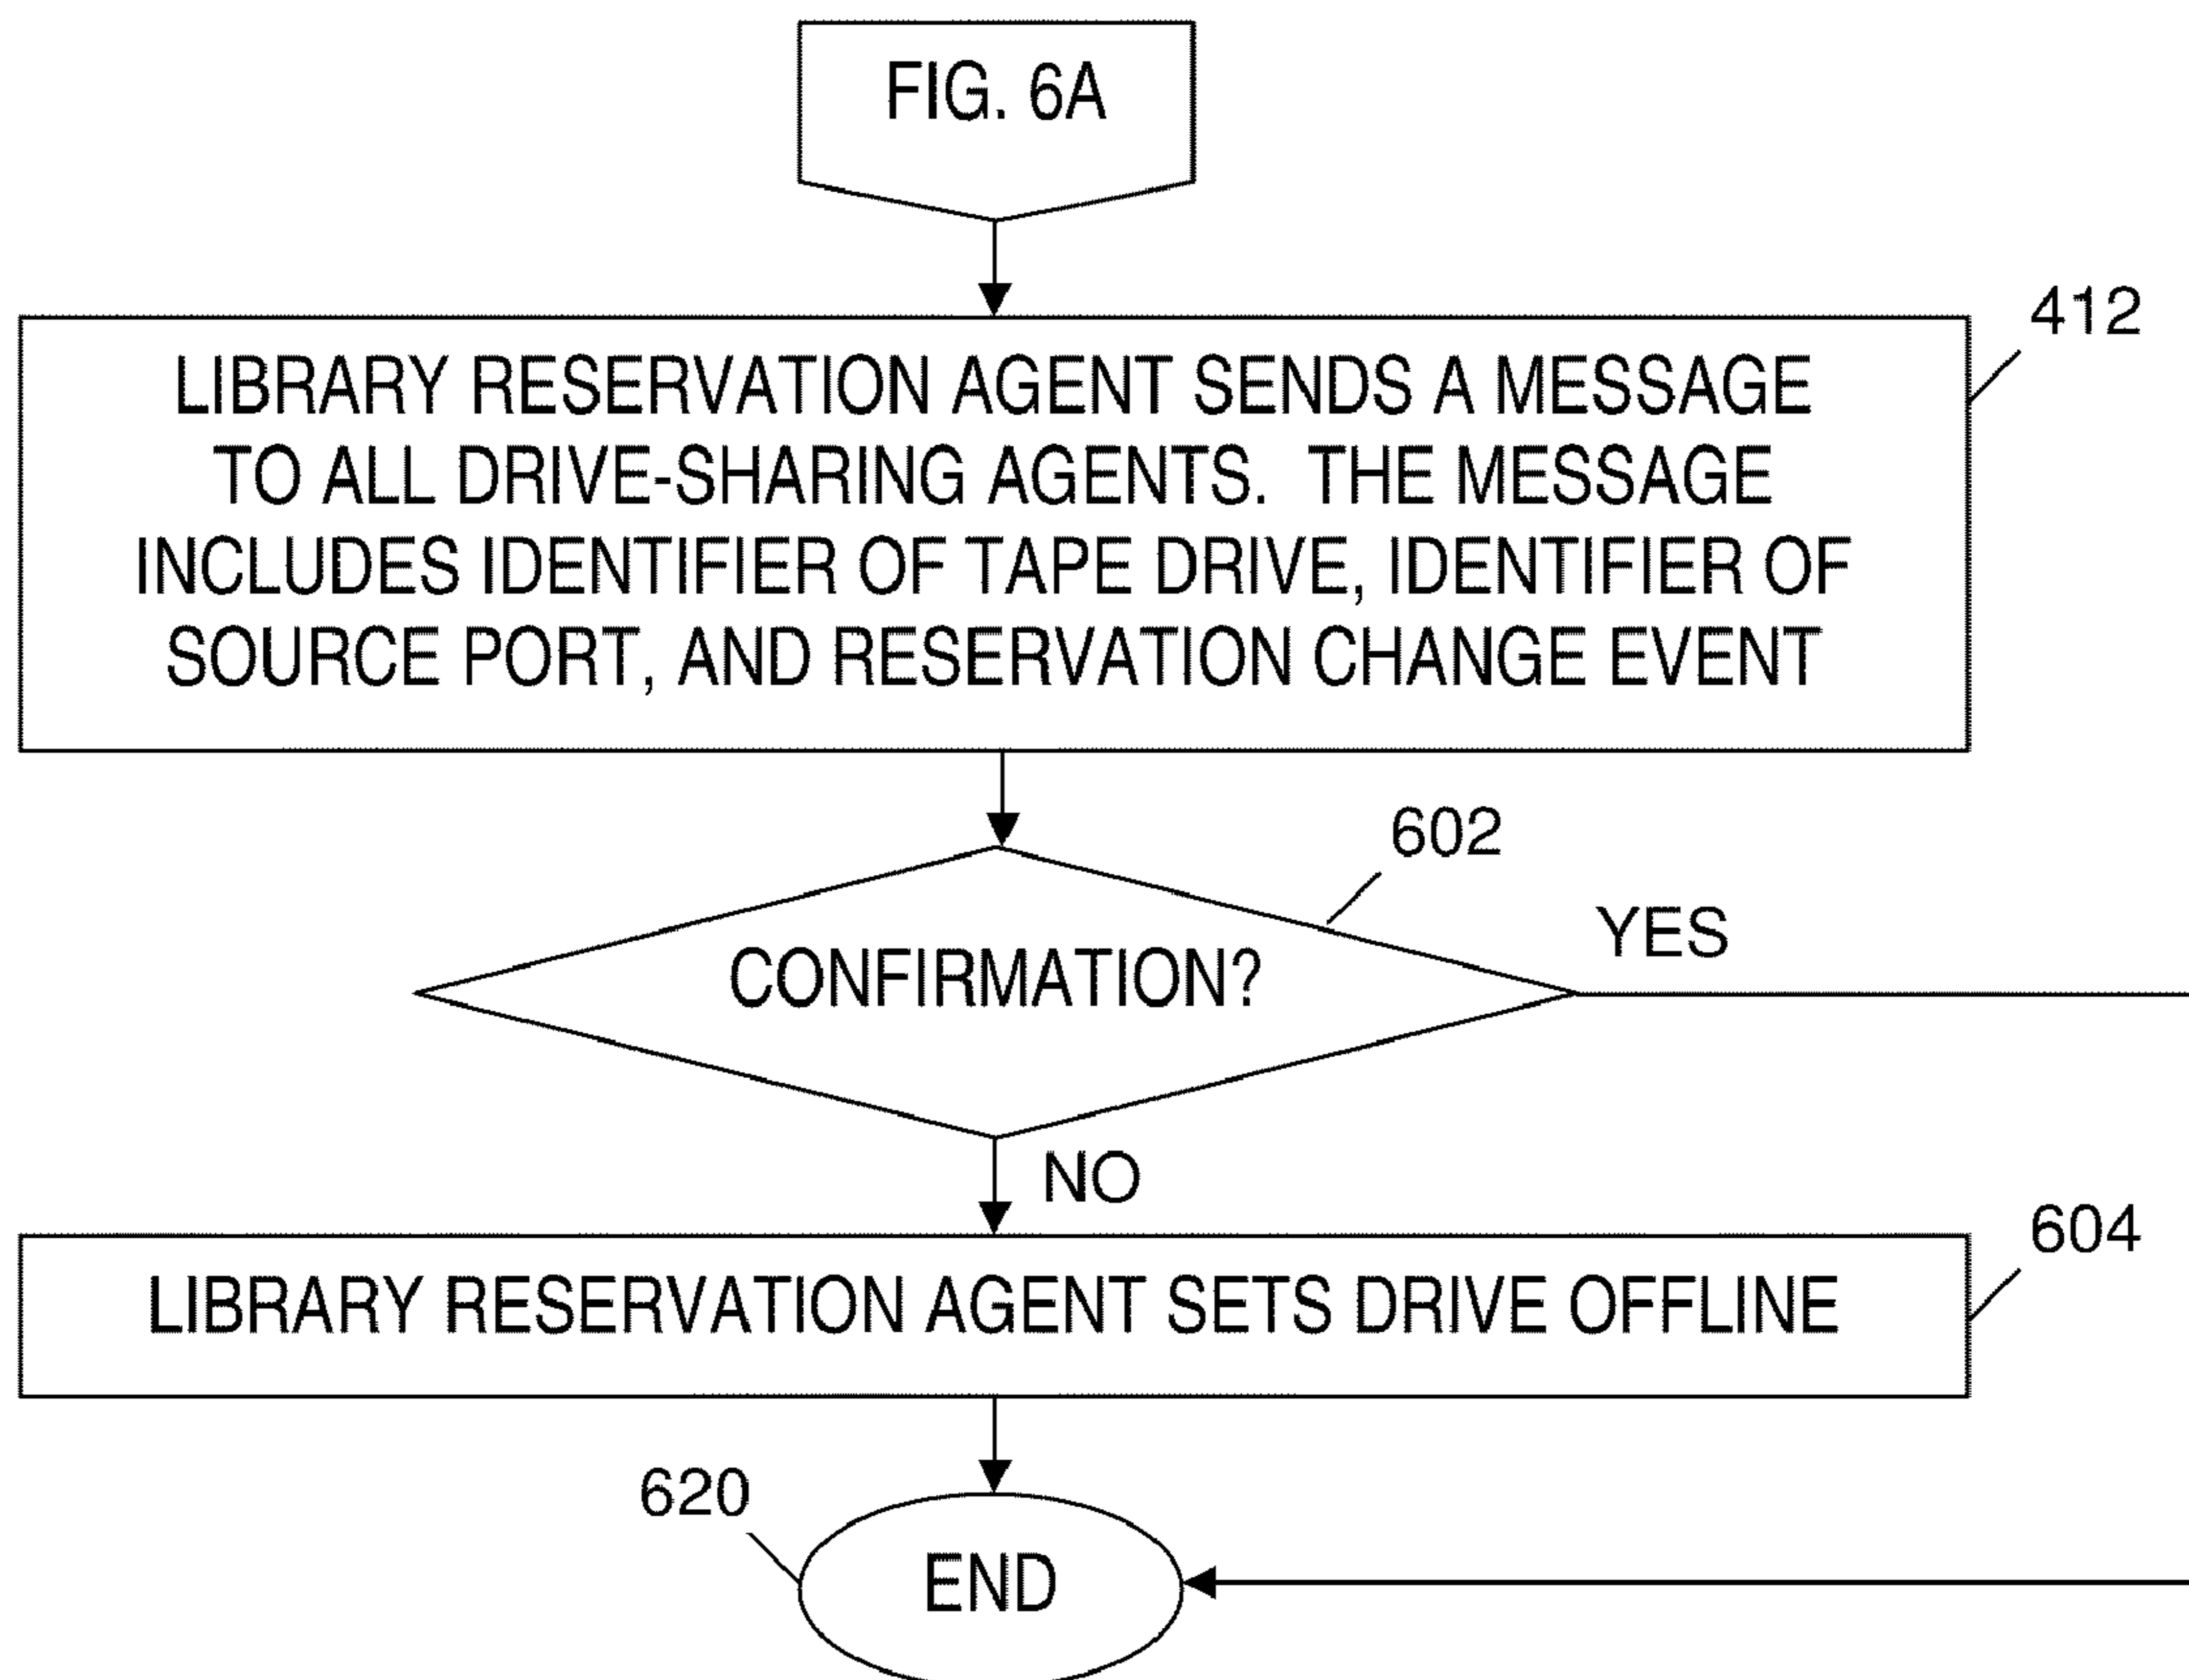 FIG. 6A
412
LIBRARY RESERVATION AGENT SENDS A MESSAGE
TO ALL DRIVE-SHARING AGENTS. THE MESSAGE
INCLUDES IDENTIFIER OF TAPE DRIVE, IDENTIFIER OF
SOURCE PORT, AND RESERVATION CHANGE EVENT
602
YES
CONFIRMATION?
NO
604
LIBRARY RESERVATION AGENT SETS DRIVE OFFLINE
620
END